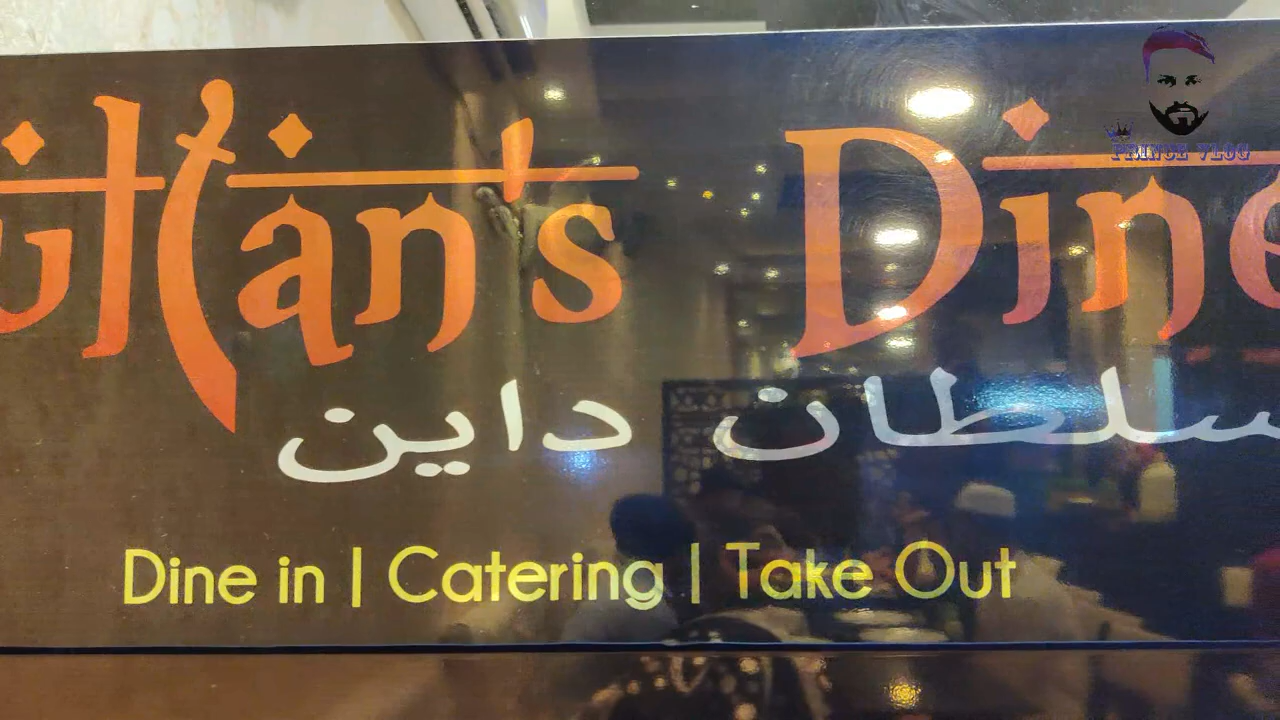 ultan's Dine
سلطان داين
Dine in | Catering | Take Out
PRINCE VLOG